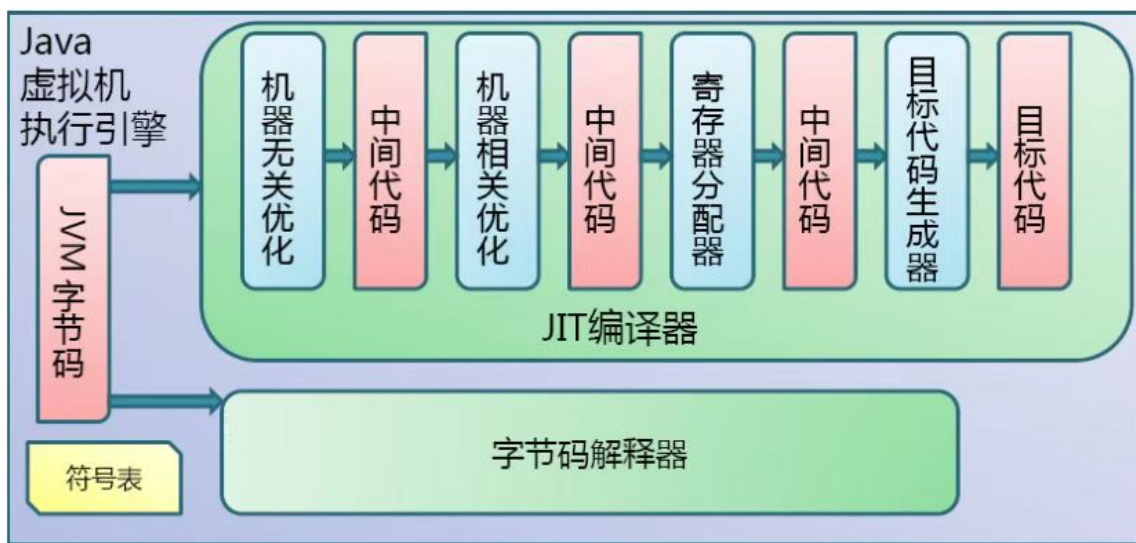 Java
虚拟机
执行引擎
JVM字节码
机器无关优化
中间代码
机器相关优化
中间代码
寄存器分配器
中间代码
目标代码生成器
目标代码
JIT编译器
字节码解释器
符号表